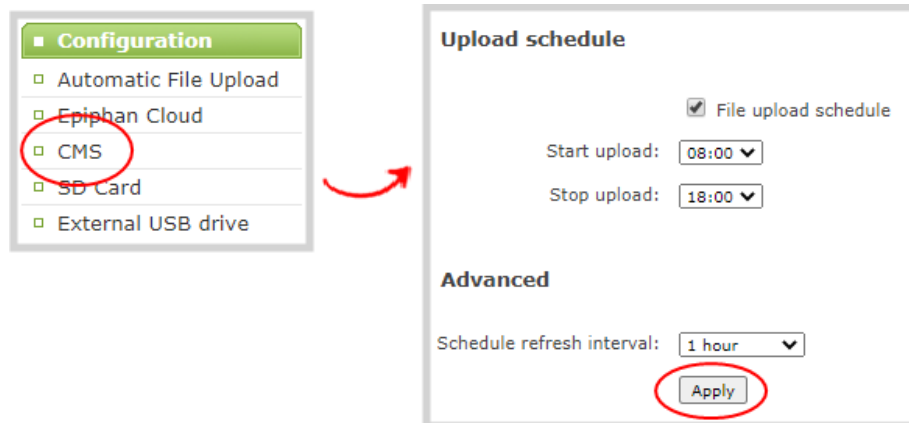 Configuration
Automatic File Upload
Epiphan Cloud
CMS
SD Card
External USB drive
Upload schedule
File upload schedule
Start upload: 08:00
Stop upload: 18:00
Advanced
Schedule refresh interval: 1 hour
Apply